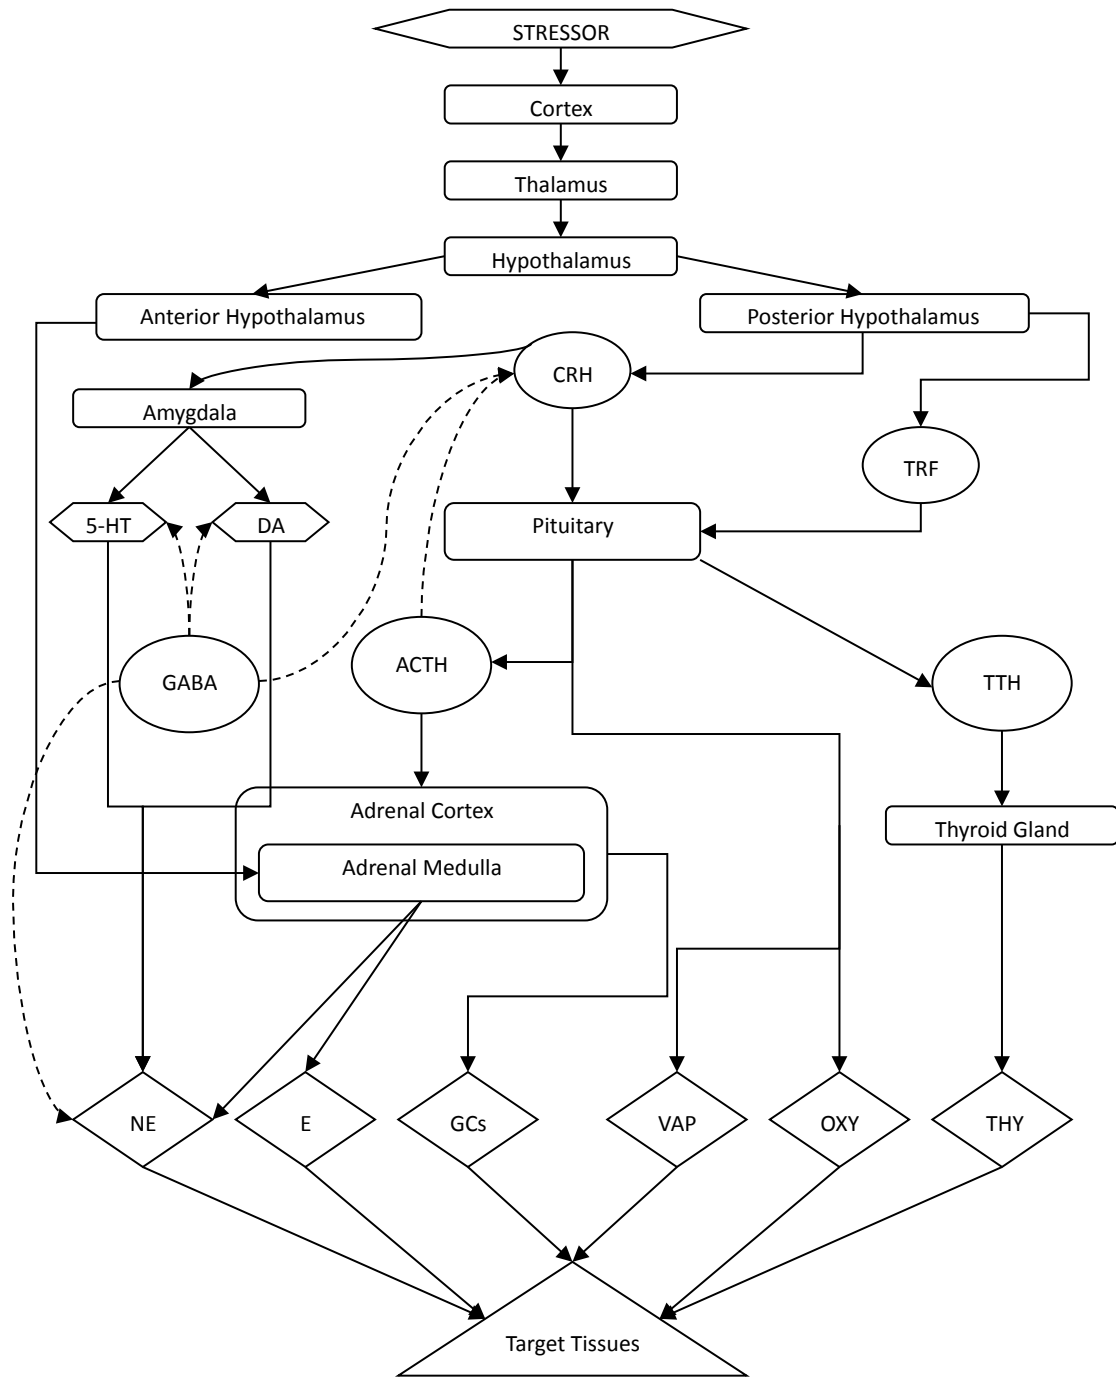 STRESSOR
Cortex
Thalamus
Hypothalamus
Anterior Hypothalamus
Posterior Hypothalamus
CRH
Amygdala
TRF
5-HT
DA
Pituitary
GABA
ACTH
TTH
Adrenal Cortex
Thyroid Gland
Adrenal Medulla
NE
E
GCs
VAP
OXY
THY
Target Tissues